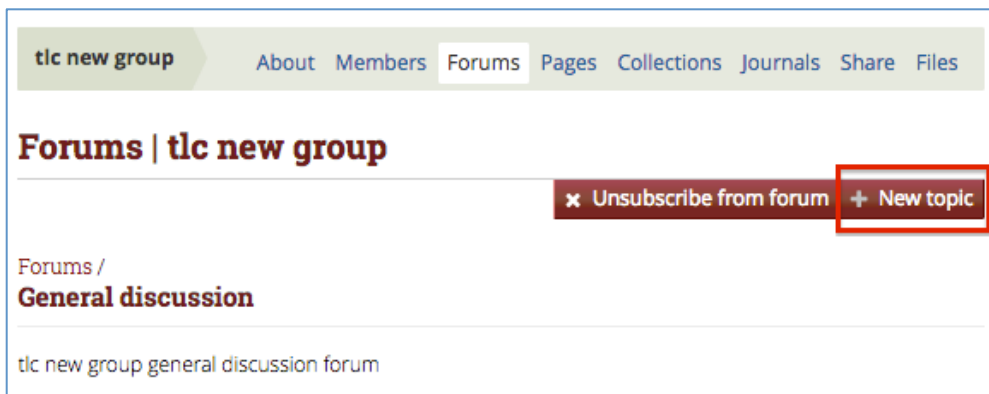 tlc new group About Members Forums Pages Collections Journals Share Files
Forums | tlc new group
× Unsubscribe from forum + New topic
Forums /
General discussion
tlc new group general discussion forum